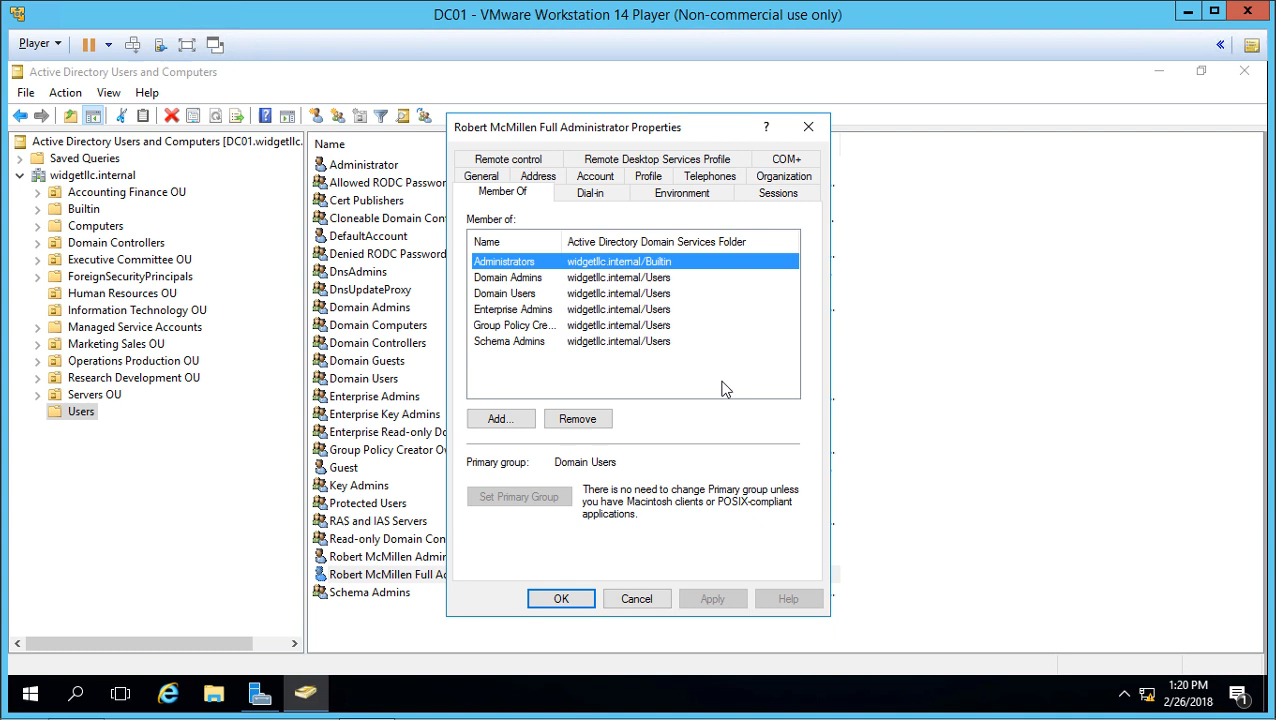 DC01 - VMware Workstation 14 Player (Non-commercial use only)
Player
Active Directory Users and Computers
File Action View Help
Active Directory Users and Computers [DC01.widgetllc.
Saved Queries
widgetllc.internal
Accounting Finance OU
Builtin
Computers
Domain Controllers
Executive Committee OU
ForeignSecurityPrincipals
Human Resources OU
Information Technology OU
Managed Service Accounts
Marketing Sales OU
Operations Production OU
Research Development OU
Servers OU
Users
Name
Administrator
Allowed RODC Passwor
Cert Publishers
Cloneable Domain Con
DefaultAccount
Denied RODC Password
DnsAdmins
DnsUpdateProxy
Domain Admins
Domain Computers
Domain Controllers
Domain Guests
Domain Users
Enterprise Admins
Enterprise Key Admins
Enterprise Read-only Do
Group Policy Creator Ow
Guest
Key Admins
Protected Users
RAS and IAS Servers
Read-only Domain Con
Robert McMillen Admin
Robert McMillen Full Ad
Schema Admins
Robert McMillen Full Administrator Properties
Remote control Remote Desktop Services Profile COM+
General Address Account Profile Telephones Organization
Member Of Dial-in Environment Sessions
Member of:
Name Active Directory Domain Services Folder
Administrators widgetllc.internal/Builtin
Domain Admins widgetllc.internal/Users
Domain Users widgetllc.internal/Users
Enterprise Admins widgetllc.internal/Users
Group Policy Cre... widgetllc.internal/Users
Schema Admins widgetllc.internal/Users
Add... Remove
Primary group: Domain Users
Set Primary Group
There is no need to change Primary group unless
you have Macintosh clients or POSIX-compliant
applications.
OK Cancel Apply Help
1:20 PM
2/26/2018
1